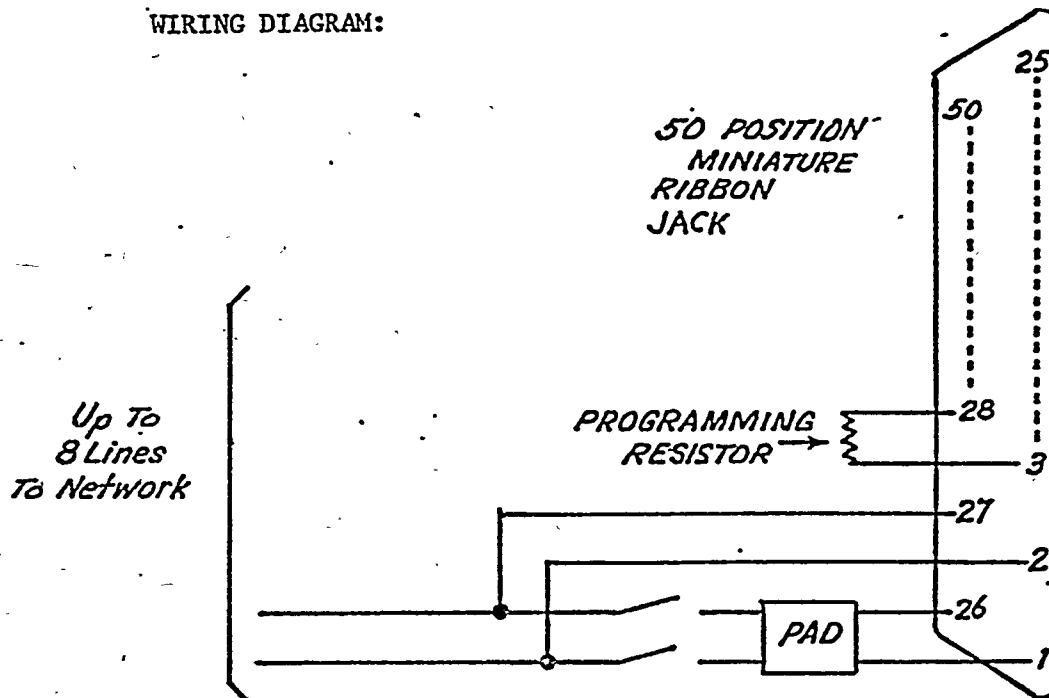 WIRING DIAGRAM:
25
50
50 POSITION
MINIATURE
RIBBON
JACK
Up To
8 Lines
To Network
PROGRAMMING
RESISTOR
28
3
27
2
26
PAD
1